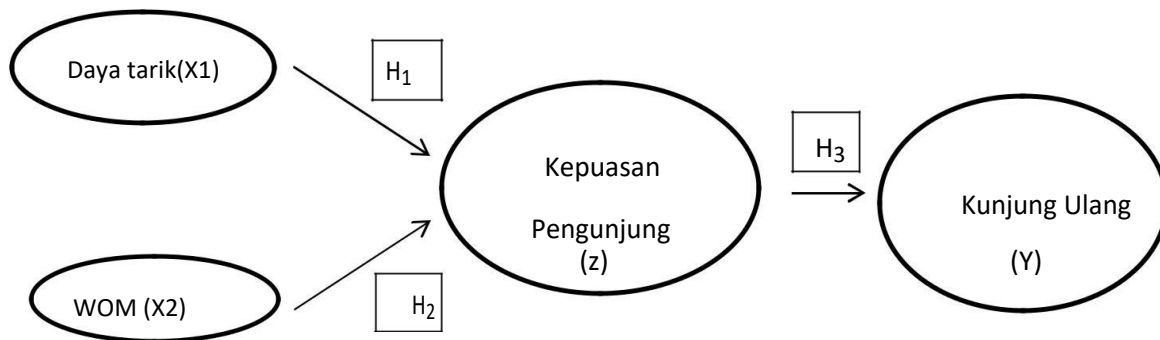 Daya tarik(X1)
H1
Kepuasan
Pengunjung
(z)
H3
Kunjung Ulang
(Y)
WOM (X2)
H2